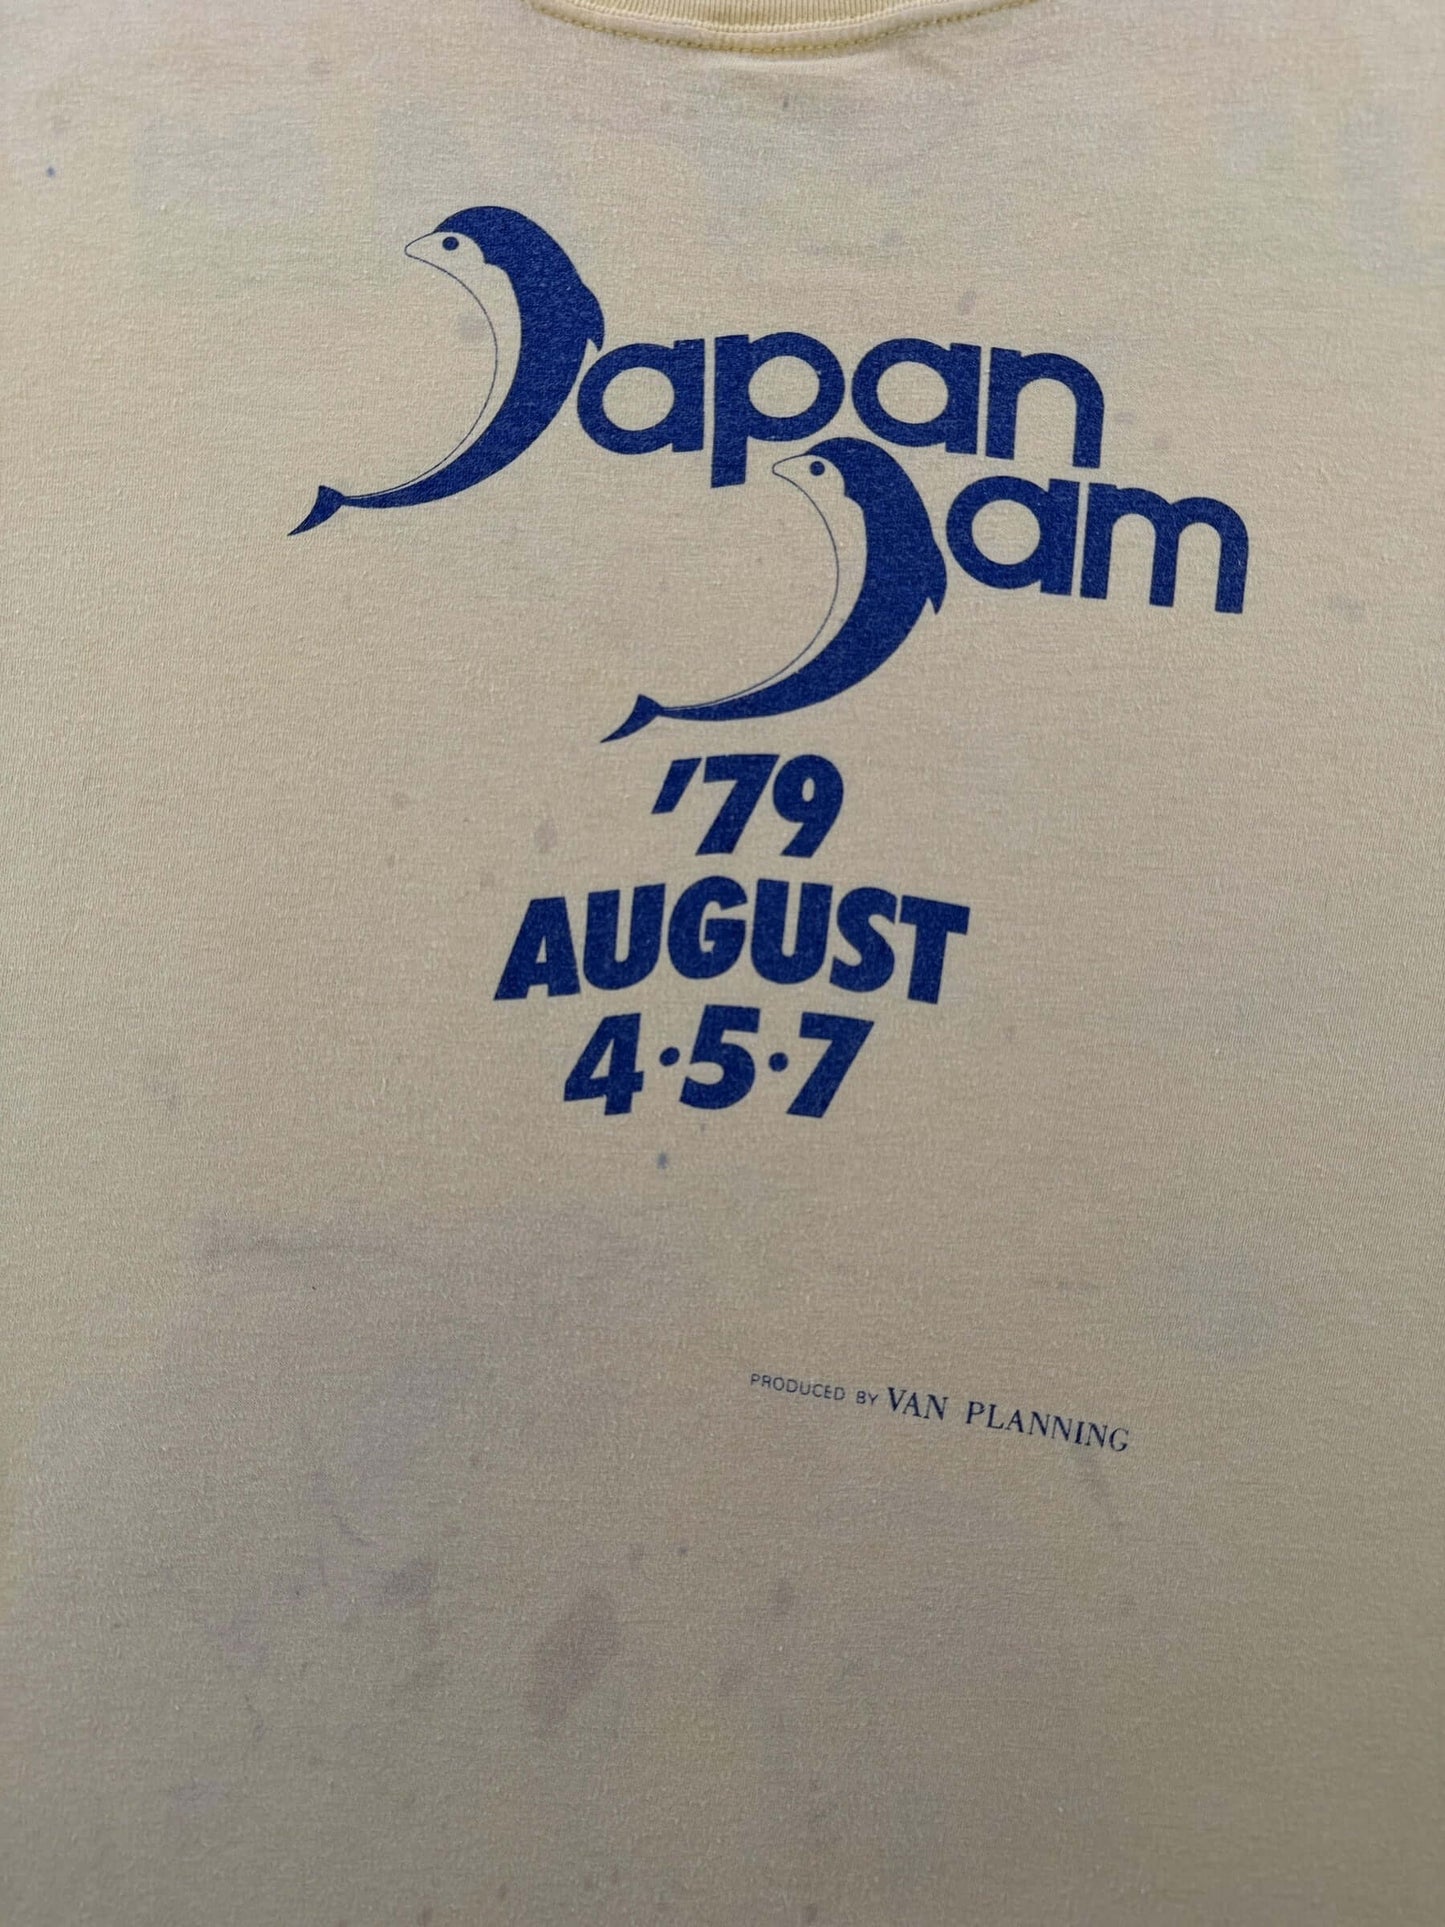 Japan
Jam
'79
AUGUST
4·5·7
PRODUCED BY VAN PLANNING